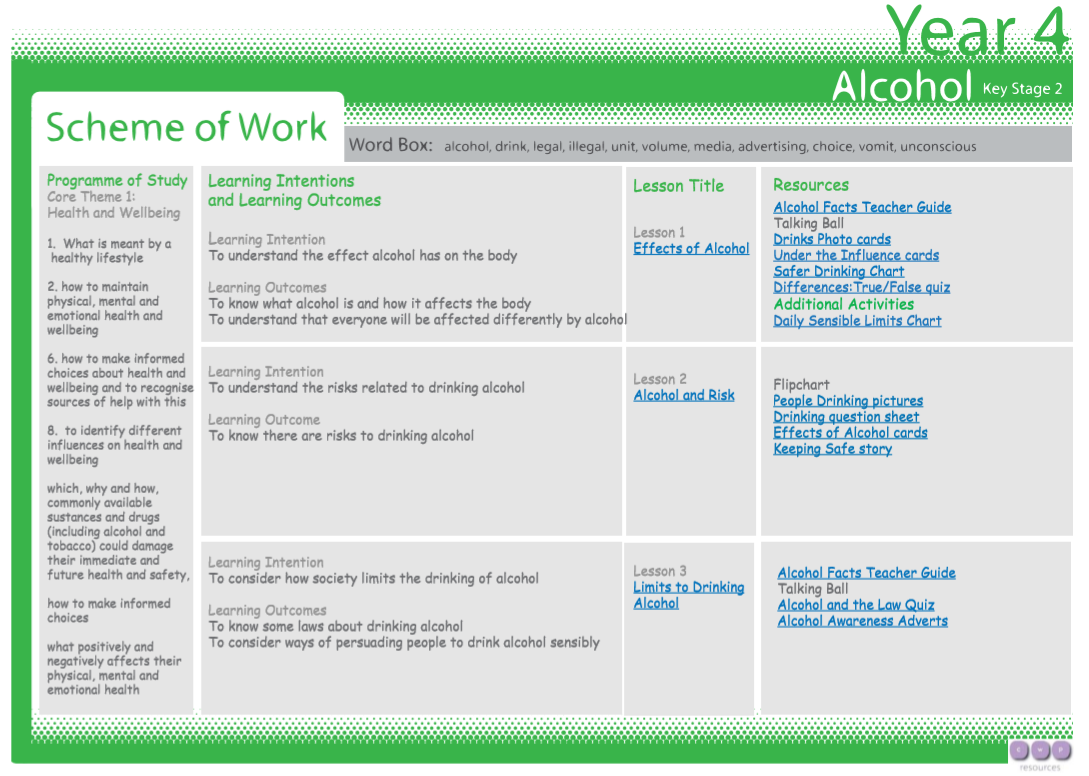 Year 4
Alcohol Key Stage 2
Scheme of Work
Word Box: alcohol, drink, legal, illegal, unit, volume, media, advertising, choice, vomit, unconscious
Programme of Study
Core Theme 1:
Health and Wellbeing
1. What is meant by a
healthy lifestyle
2. how to maintain
physical, mental and
emotional health and
wellbeing
6. how to make informed
choices about health and
wellbeing and to recognise
sources of help with this
8. to identify different
influences on health and
wellbeing
which, why and how,
commonly available
sustances and drugs
(including alcohol and
tobacco) could damage
their immediate and
future health and safety,
how to make informed
choices
what positively and
negatively affects their
physical, mental and
emotional health
Learning Intentions
and Learning Outcomes
Learning Intention
To understand the effect alcohol has on the body
Learning Outcomes
To know what alcohol is and how it affects the body
To understand that everyone will be affected differently by alcohol
Lesson Title
Lesson 1
Effects of Alcohol
Resources
Alcohol Facts Teacher Guide
Talking Ball
Drinks Photo cards
Under the Influence cards
Safer Drinking Chart
Differences:True/False quiz
Additional Activities
Daily Sensible Limits Chart
Learning Intention
To understand the risks related to drinking alcohol
Learning Outcome
To know there are risks to drinking alcohol
Lesson 2
Alcohol and Risk
Flipchart
People Drinking pictures
Drinking question sheet
Effects of Alcohol cards
Keeping Safe story
Learning Intention
To consider how society limits the drinking of alcohol
Learning Outcomes
To know some laws about drinking alcohol
To consider ways of persuading people to drink alcohol sensibly
Lesson 3
Limits to Drinking
Alcohol
Alcohol Facts Teacher Guide
Talking Ball
Alcohol and the Law Quiz
Alcohol Awareness Adverts
c w p
resources